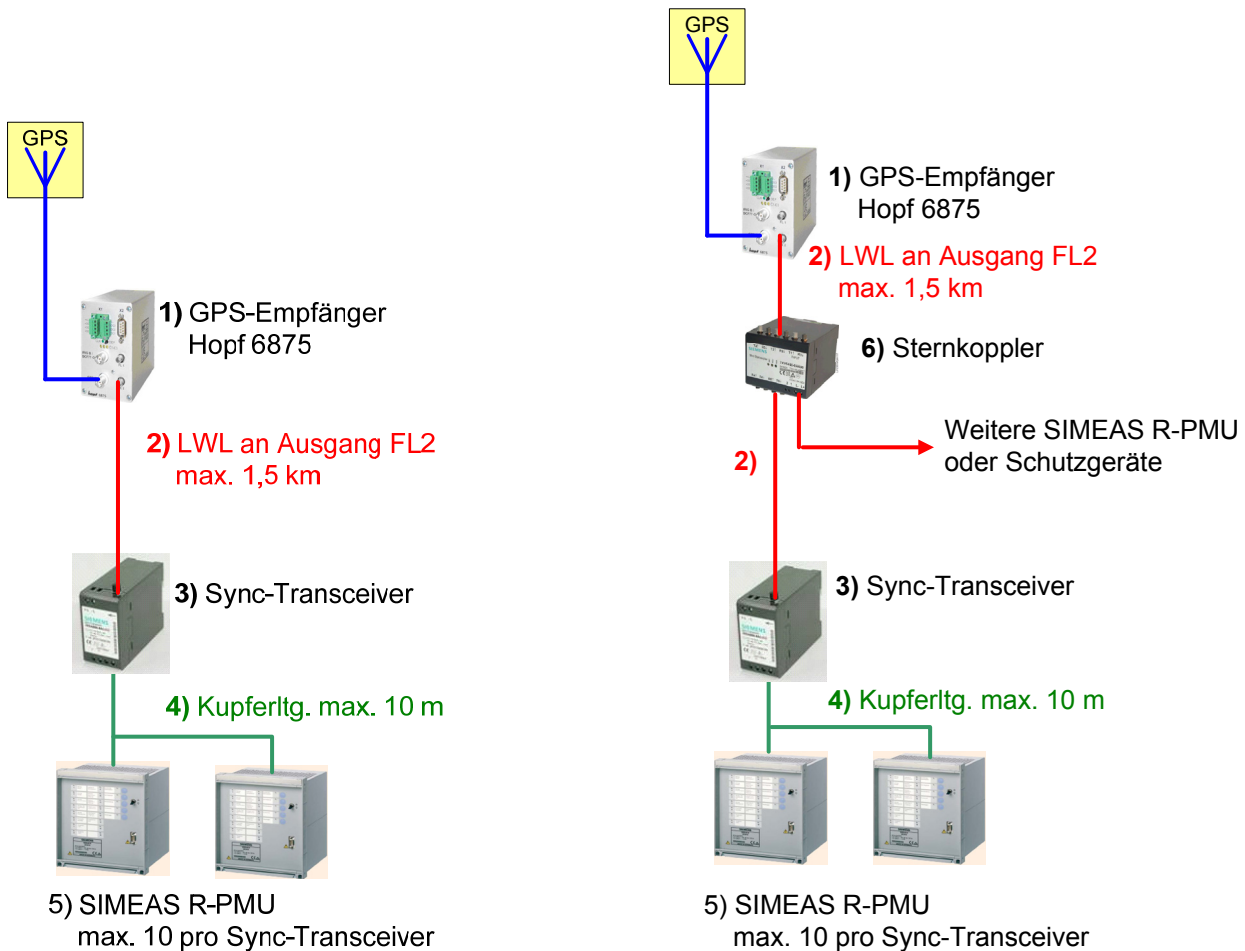 GPS
1) GPS-Empfänger
Hopf 6875
2) LWL an Ausgang FL2
max. 1,5 km
3) Sync-Transceiver
4) Kupferltg. max. 10 m
5) SIMEAS R-PMU
max. 10 pro Sync-Transceiver
GPS
1) GPS-Empfänger
Hopf 6875
2) LWL an Ausgang FL2
max. 1,5 km
6) Sternkoppler
Weitere SIMEAS R-PMU
oder Schutzgeräte
2)
3) Sync-Transceiver
4) Kupferltg. max. 10 m
5) SIMEAS R-PMU
max. 10 pro Sync-Transceiver